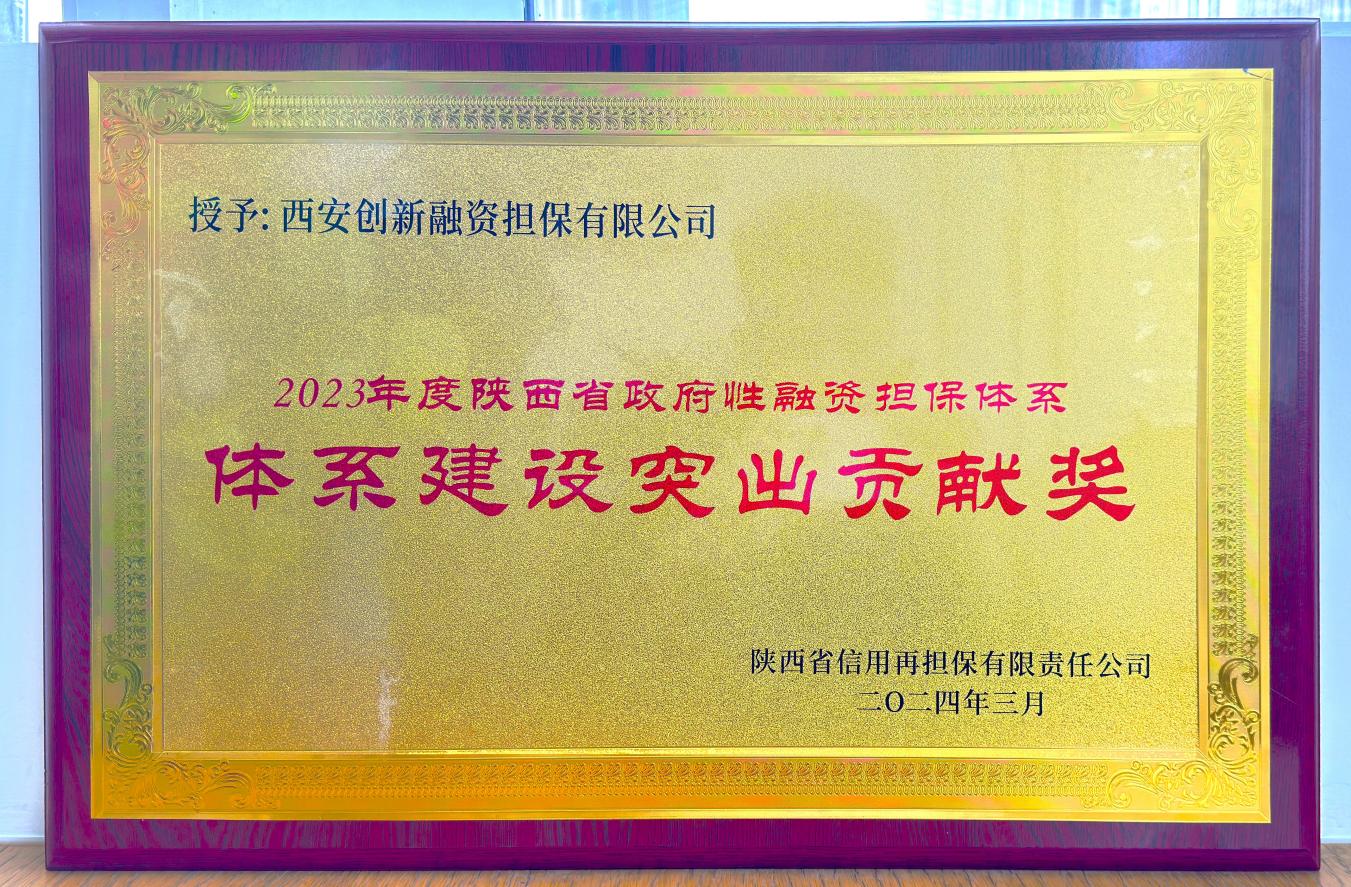 授予: 西安创新融资担保有限公司
2023年度陕西省政府性融资担保体系
体系建设突出贡献奖
陕西省信用再担保有限责任公司
二O二四年三月